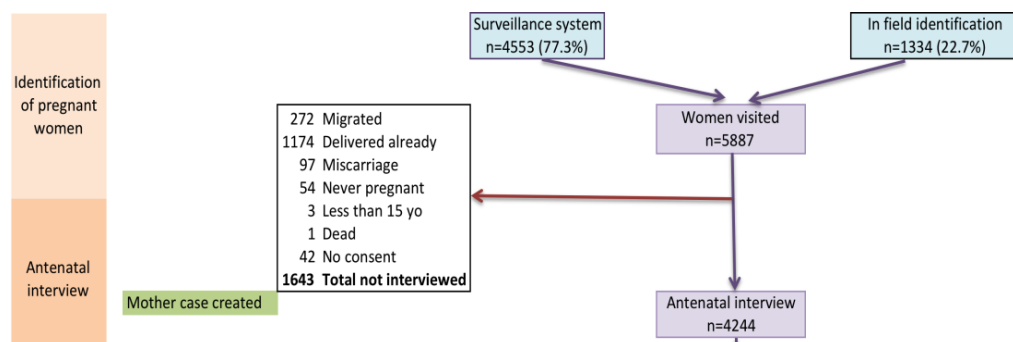 Surveillance system
n=4553 (77.3%)
In field identification
n=1334 (22.7%)
Identification
of pregnant
women
Women visited
n=5887
272 Migrated
1174 Delivered already
97 Miscarriage
54 Never pregnant
3 Less than 15 yo
1 Dead
42 No consent
1643 Total not interviewed
Antenatal
interview
Mother case created
Antenatal interview
n=4244